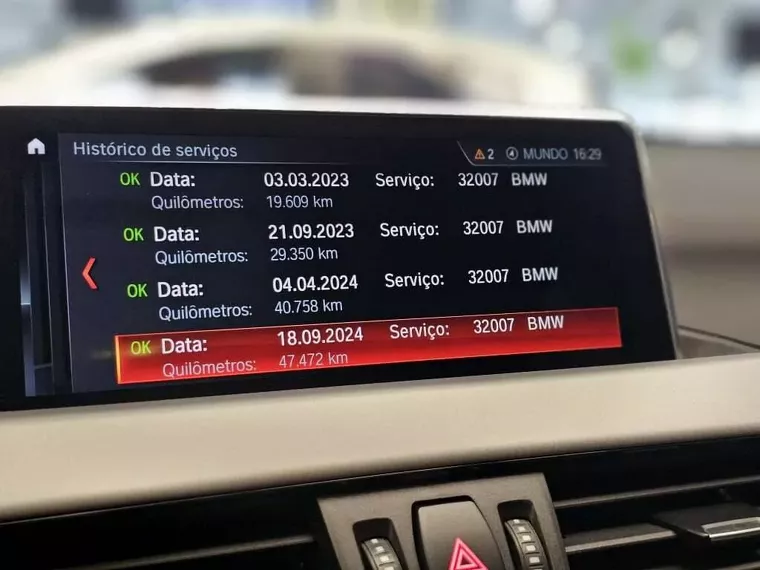 Histórico de serviços
2 MUNDO 16:29
OK Data: 03.03.2023 Serviço: 32007 BMW
Quilômetros: 19.609 km
OK Data: 21.09.2023 Serviço: 32007 BMW
Quilômetros: 29.350 km
OK Data: 04.04.2024 Serviço: 32007 BMW
Quilômetros: 40.758 km
OK Data: 18.09.2024 Serviço: 32007 BMW
Quilômetros: 47.472 km